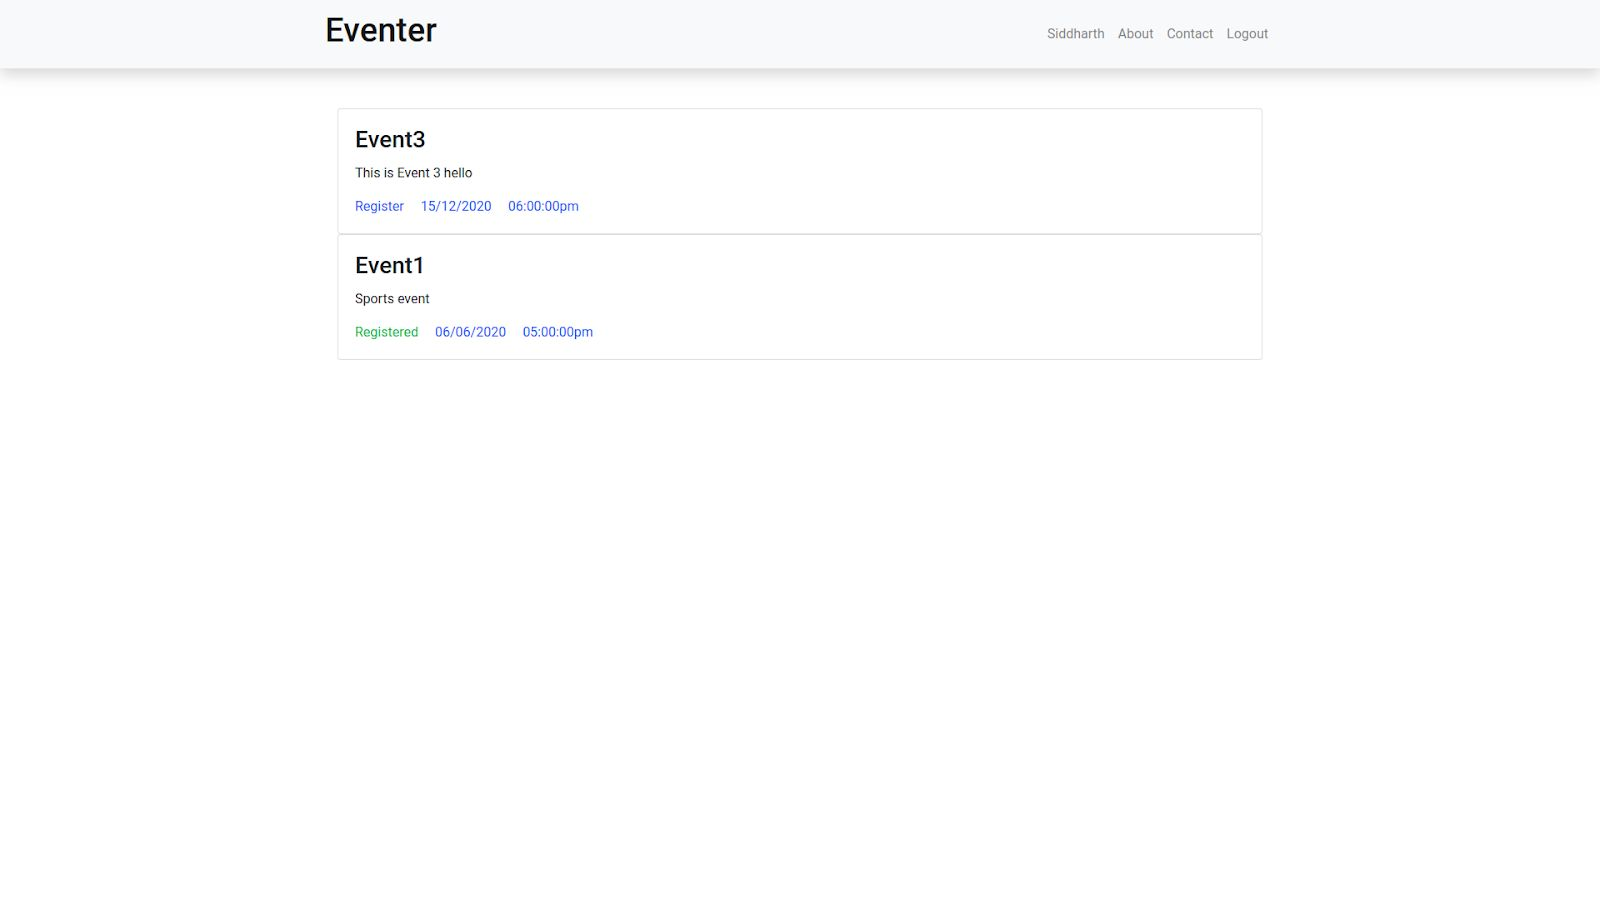 Eventer
Siddharth About Contact Logout
Event3
This is Event 3 hello
Register 15/12/2020 06:00:00pm
Event1
Sports event
Registered 06/06/2020 05:00:00pm